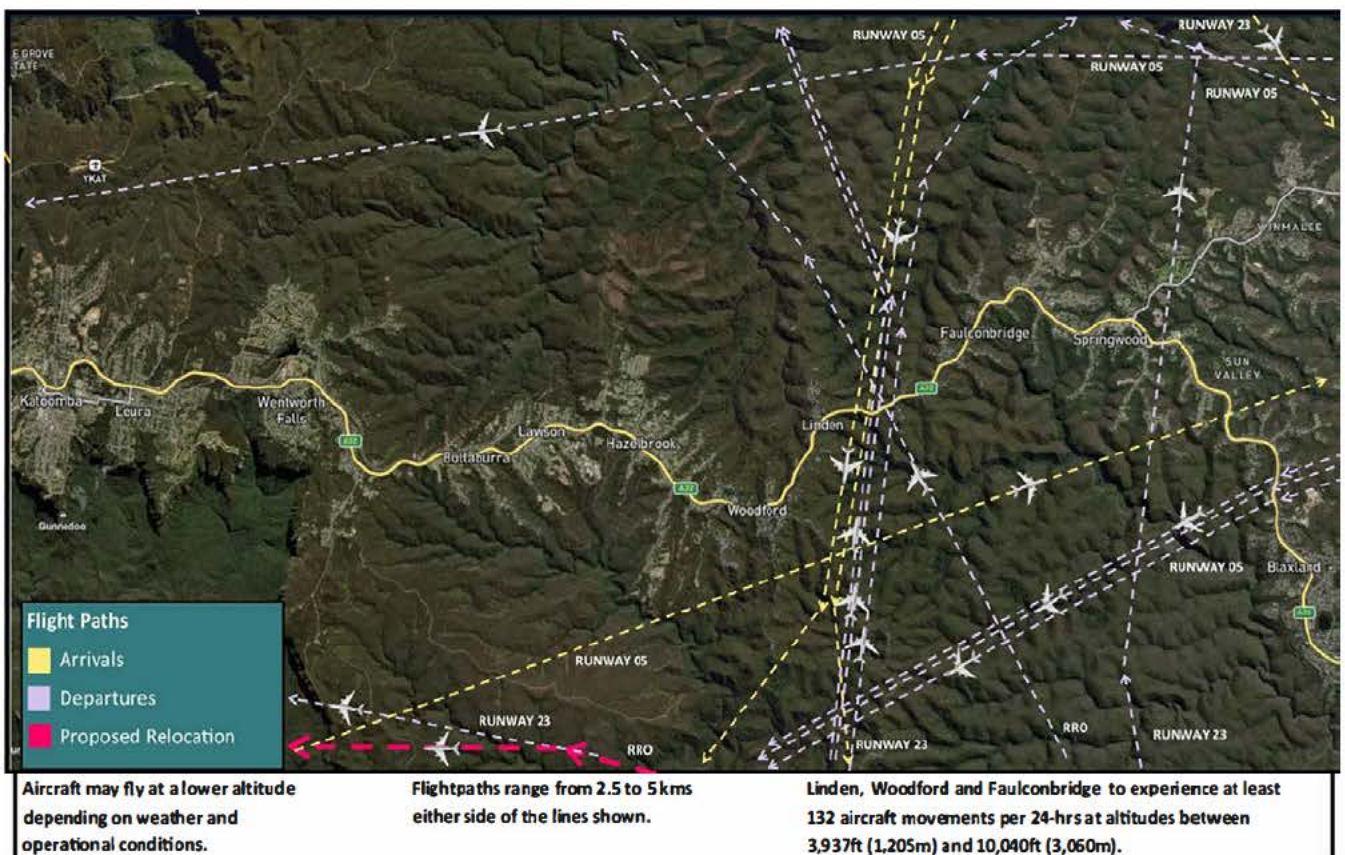 RUNWAY 23
RUNWAY 05
RUNWAY 05
RUNWAY 05
E GROVE
TATE
YKAT
WINMALEE
Faulconbridge
Springwood
SUN
VALLEY
Katoomba
Leura
Wentworth
Falls
A32
Linden
A32
Lawson
Hazelbrook
Bullaburra
A32
Woodford
Gunnedoo
RUNWAY 05
Blaxland
A32
Flight Paths
Arrivals
Departures
Proposed Relocation
RUNWAY 05
RUNWAY 23
RRO
RUNWAY 23
RRO
RUNWAY 23
Aircraft may fly at a lower altitude
depending on weather and
operational conditions.
Flightpaths range from 2.5 to 5 kms
either side of the lines shown.
Linden, Woodford and Faulconbridge to experience at least
132 aircraft movements per 24-hrs at altitudes between
3,937ft (1,205m) and 10,040ft (3,060m).